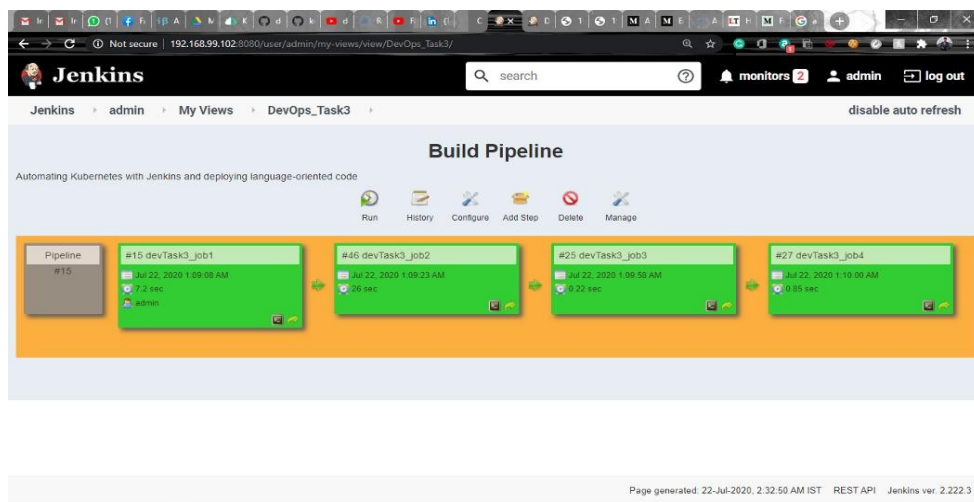 Not secure 192.168.99.102:8080/user/admin/my-views/view/DevOps_Task3/
Jenkins
search
monitors 2
admin
log out
Jenkins admin My Views DevOps_Task3
disable auto refresh
Build Pipeline
Automating Kubernetes with Jenkins and deploying language-oriented code
Run History Configure Add Step Delete Manage
Pipeline
#15
#15 devTask3_job1
Jul 22, 2020 1:09:08 AM
7.2 sec
admin
#46 devTask3_job2
Jul 22, 2020 1:09:23 AM
26 sec
#25 devTask3_job3
Jul 22, 2020 1:09:58 AM
0.22 sec
#27 devTask3_job4
Jul 22, 2020 1:10:00 AM
0.85 sec
Page generated: 22-Jul-2020, 2:32:50 AM IST REST API Jenkins ver. 2.222.3